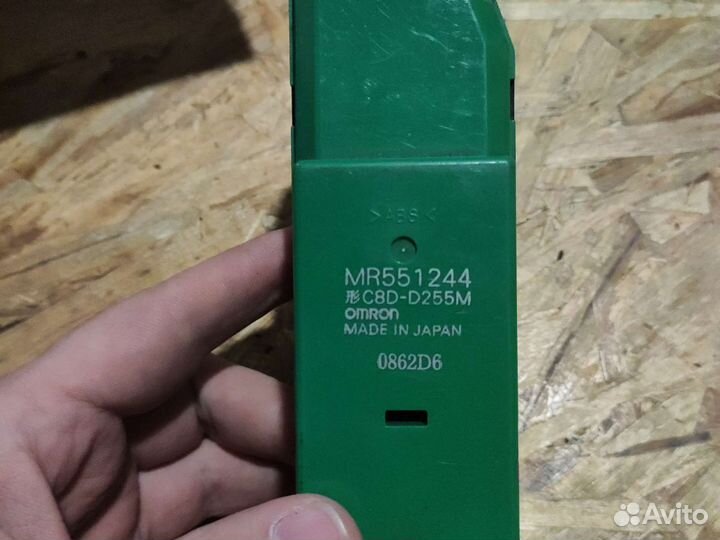 >ABS<
MR551244
形C8D-D255M
omron
MADE IN JAPAN
0862D6
Avito